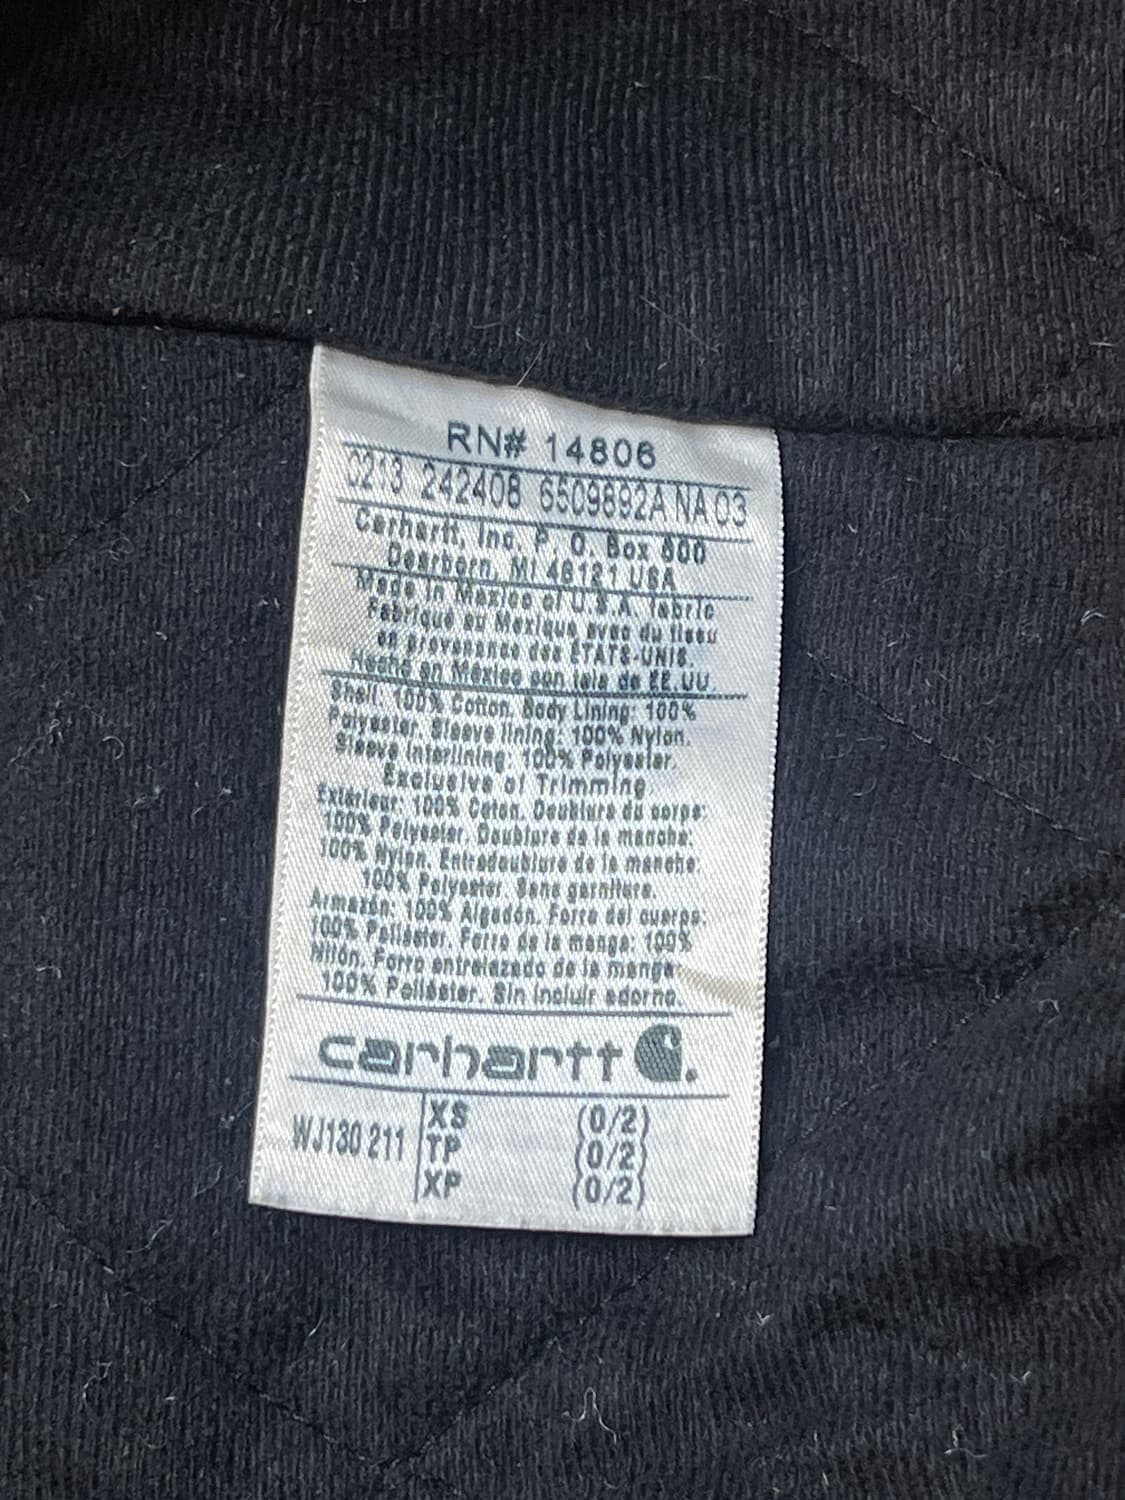 RN# 14806
0213 242408 6509892A NA 03
Carhartt, Inc. P. O. Box 600
Dearborn, MI 48121 USA
Made in Mexico of U.S.A. fabric
Fabriqué au Mexique avec du tissu
en provenance des ÉTATS-UNIS.
Hecho en México con tela de EE.UU.
Shell: 100% Cotton. Body Lining: 100%
Polyester. Sleeve lining: 100% Nylon.
Sleeve Interlining: 100% Polyester.
Exclusive of Trimming
Extérieur: 100% Coton. Doublure du corps:
100% Polyester. Doublure de la manche:
100% Nylon. Entredoublure de la manche:
100% Polyester. Sans garniture.
Armazón: 100% Algodón. Forro del cuerpo:
100% Poliéster. Forro de la manga: 100%
Nilón. Forro entrelazado de la manga
100% Poliéster. Sin incluir adorno.
carhartt
WJ130 211
XS (0/2)
TP (0/2)
XP (0/2)